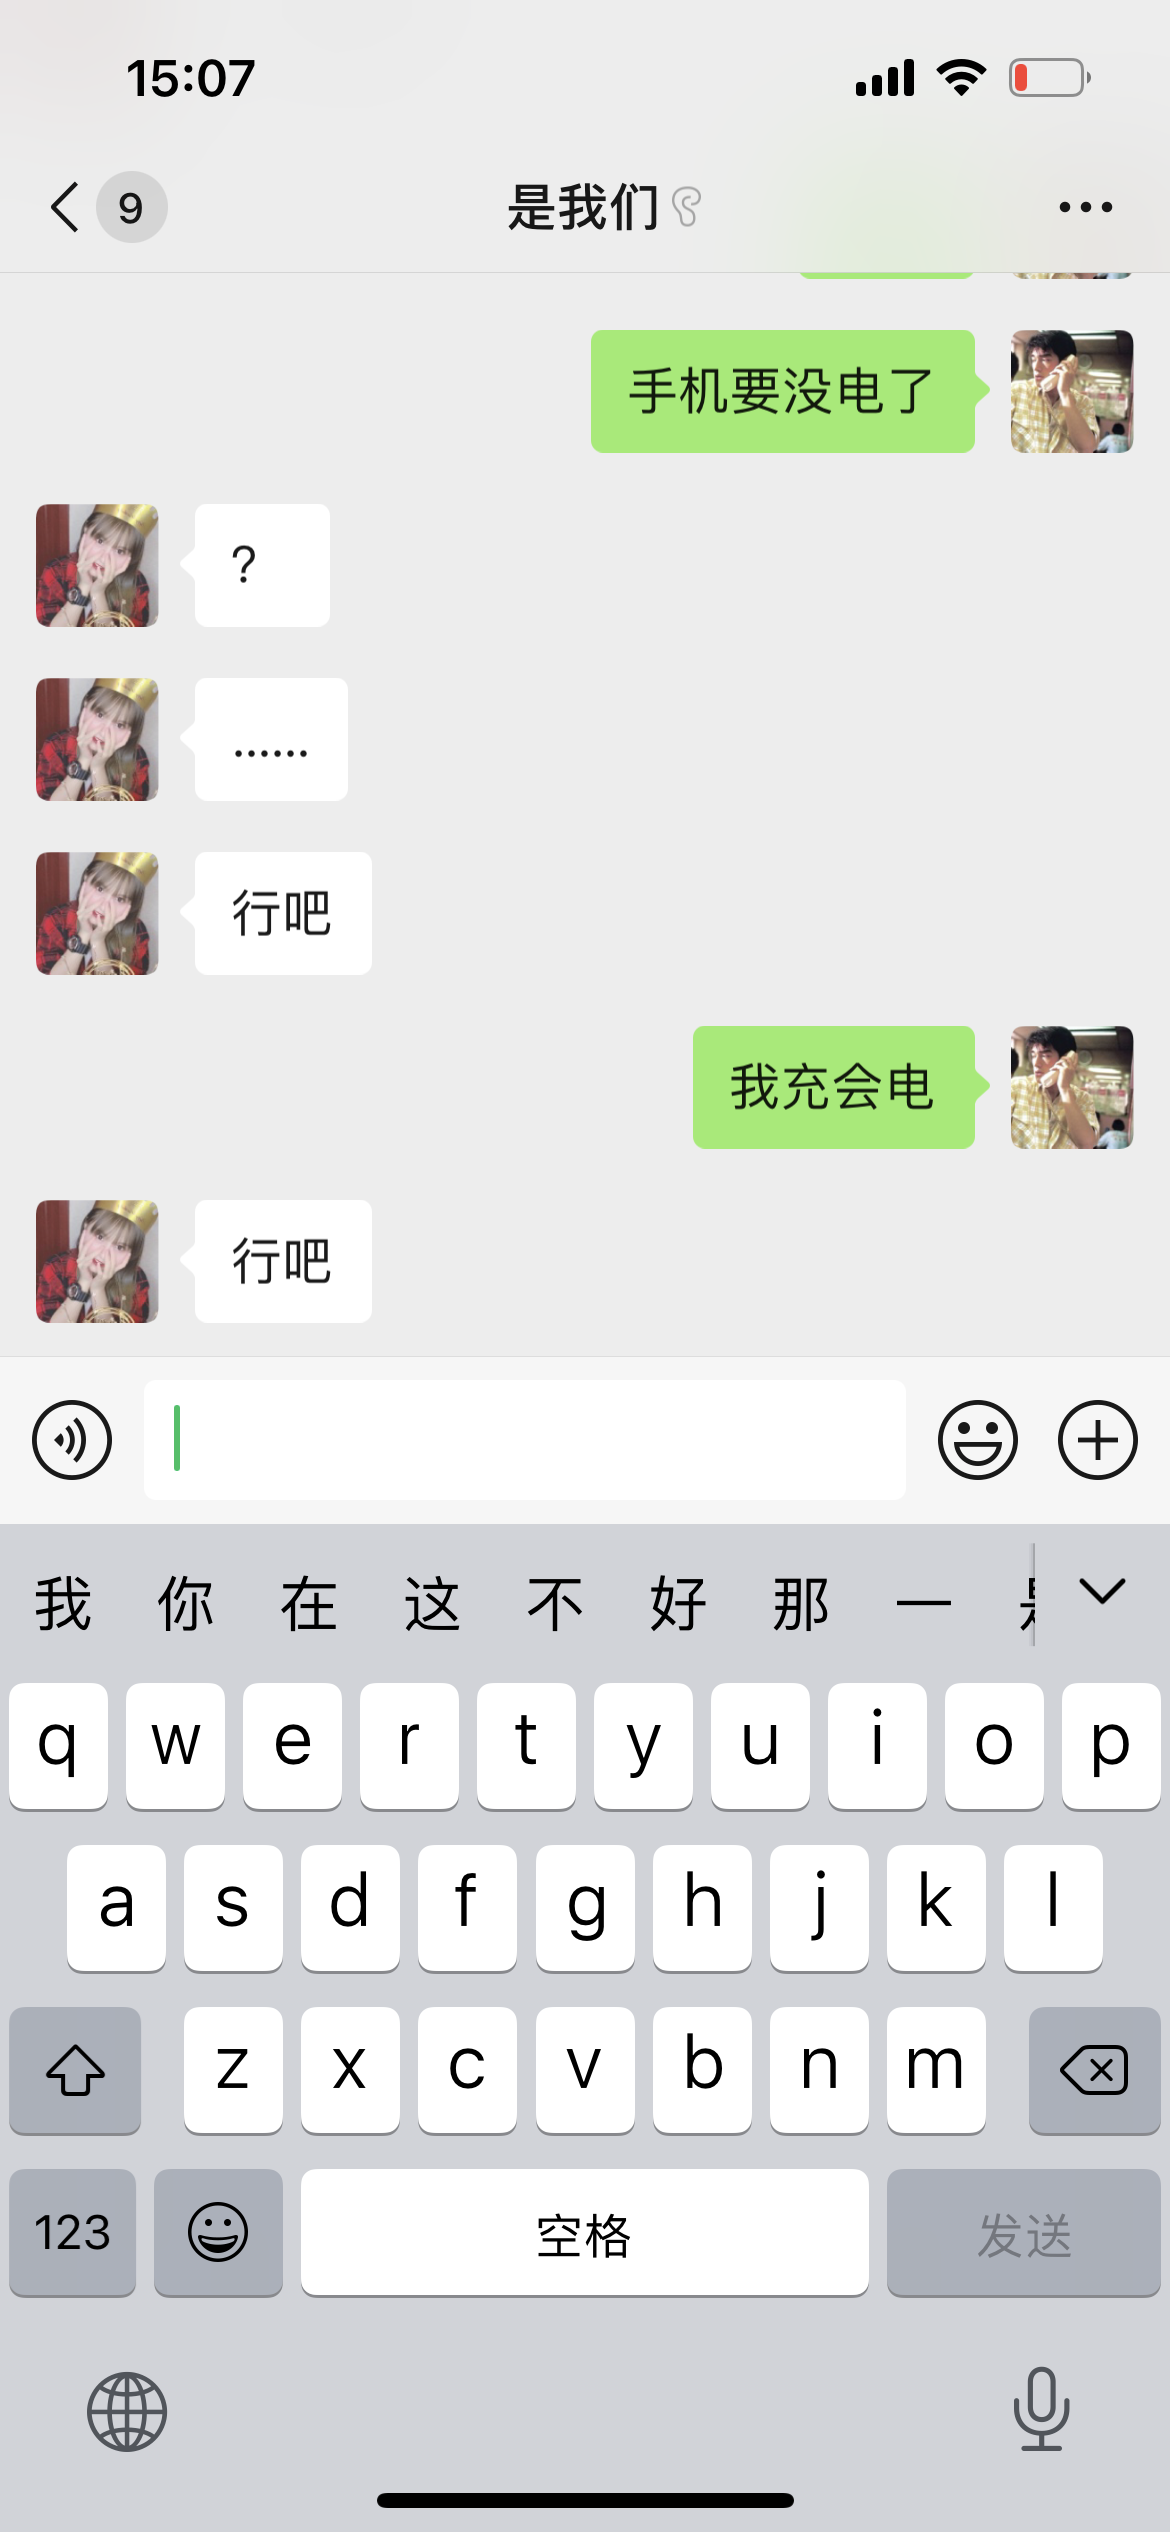 15:07
9
是我们
手机要没电了
?
......
行吧
我充会电
行吧
我 你 在 这 不 好 那 一
q w e r t y u i o p
a s d f g h j k l
z x c v b n m
123 空格 发送